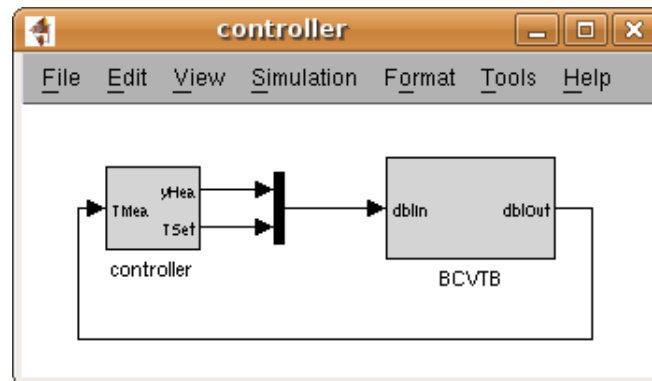 controller
File Edit View Simulation Format Tools Help
yHea
TMea
TSet
dblIn dblOut
controller
BCVTB